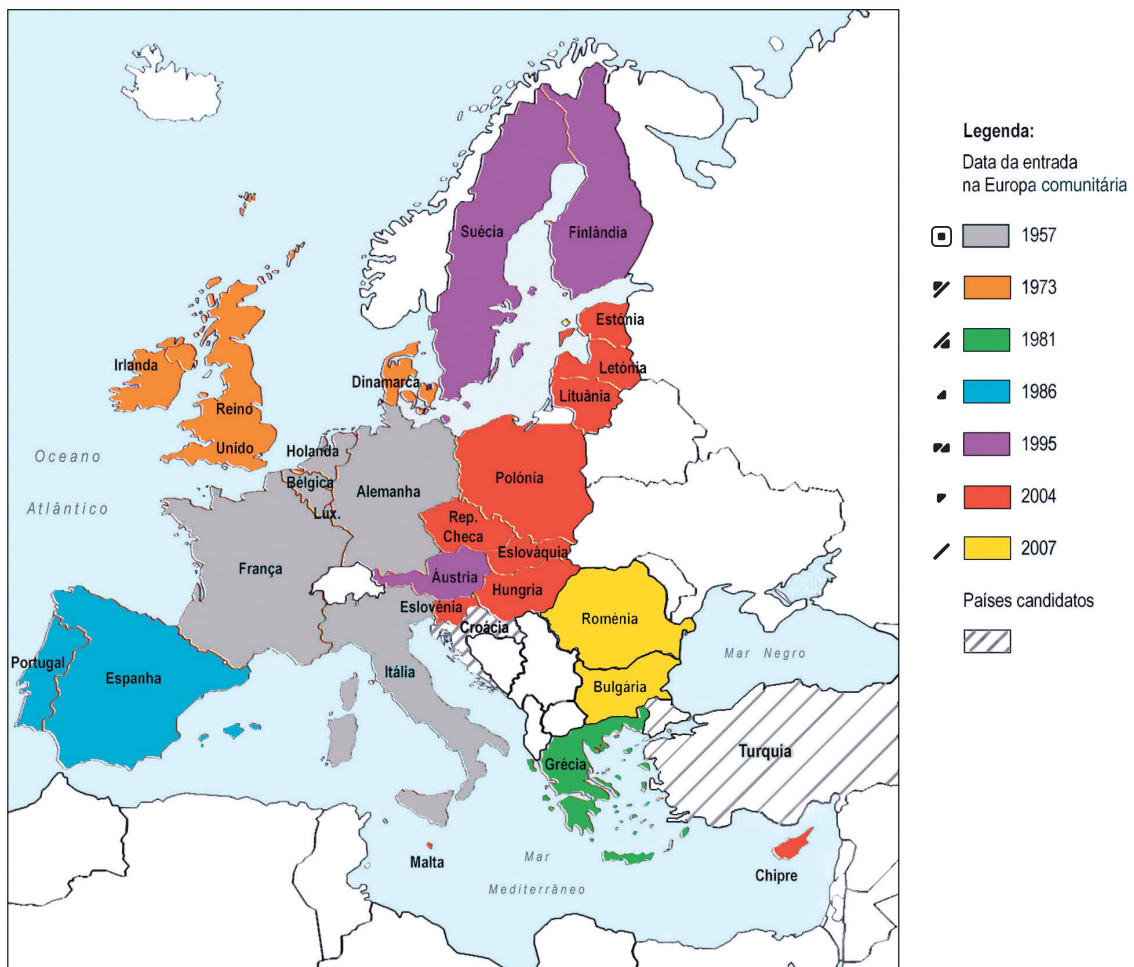 Suécia
Finlândia
Estónia
Letónia
Lituânia
Irlanda
Dinamarca
Reino
Unido
Holanda
Bélgica
Lux.
Alemanha
Polónia
Rep.
Checa
Eslováquia
Áustria
Hungria
Eslovénia
Croácia
França
Itália
Portugal
Espanha
Roménia
Bulgária
Grécia
Turquia
Malta
Chipre
Oceano
Atlântico
Mar Negro
Mar
Mediterrâneo
Legenda:
Data da entrada
na Europa comunitária
1957
1973
1981
1986
1995
2004
2007
Países candidatos